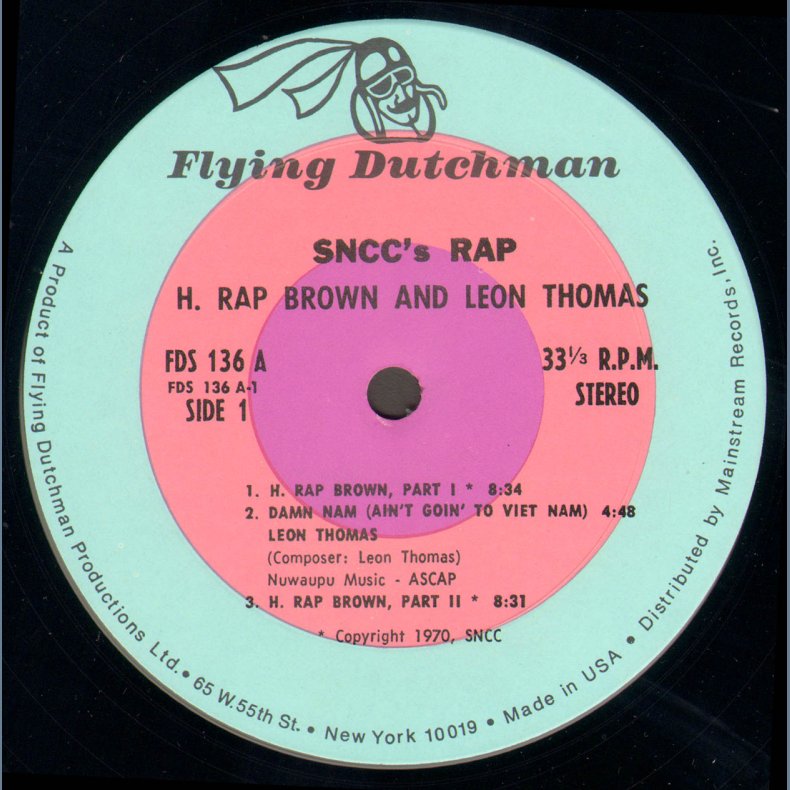 Flying Dutchman
SNCC's RAP
H. RAP BROWN AND LEON THOMAS
FDS 136 A
FDS 136 A-1
SIDE 1
33⅓ R.P.M.
STEREO
1. H. RAP BROWN, PART I * 8:34
2. DAMN NAM (AIN'T GOIN' TO VIET NAM) 4:48
LEON THOMAS
(Composer: Leon Thomas)
Nuwaupu Music - ASCAP
3. H. RAP BROWN, PART II * 8:31
* Copyright 1970, SNCC
A Product of Flying Dutchman Productions Ltd. • 65 W. 55th St. • New York 10019 • Made in USA • Distributed by Mainstream Records, Inc.